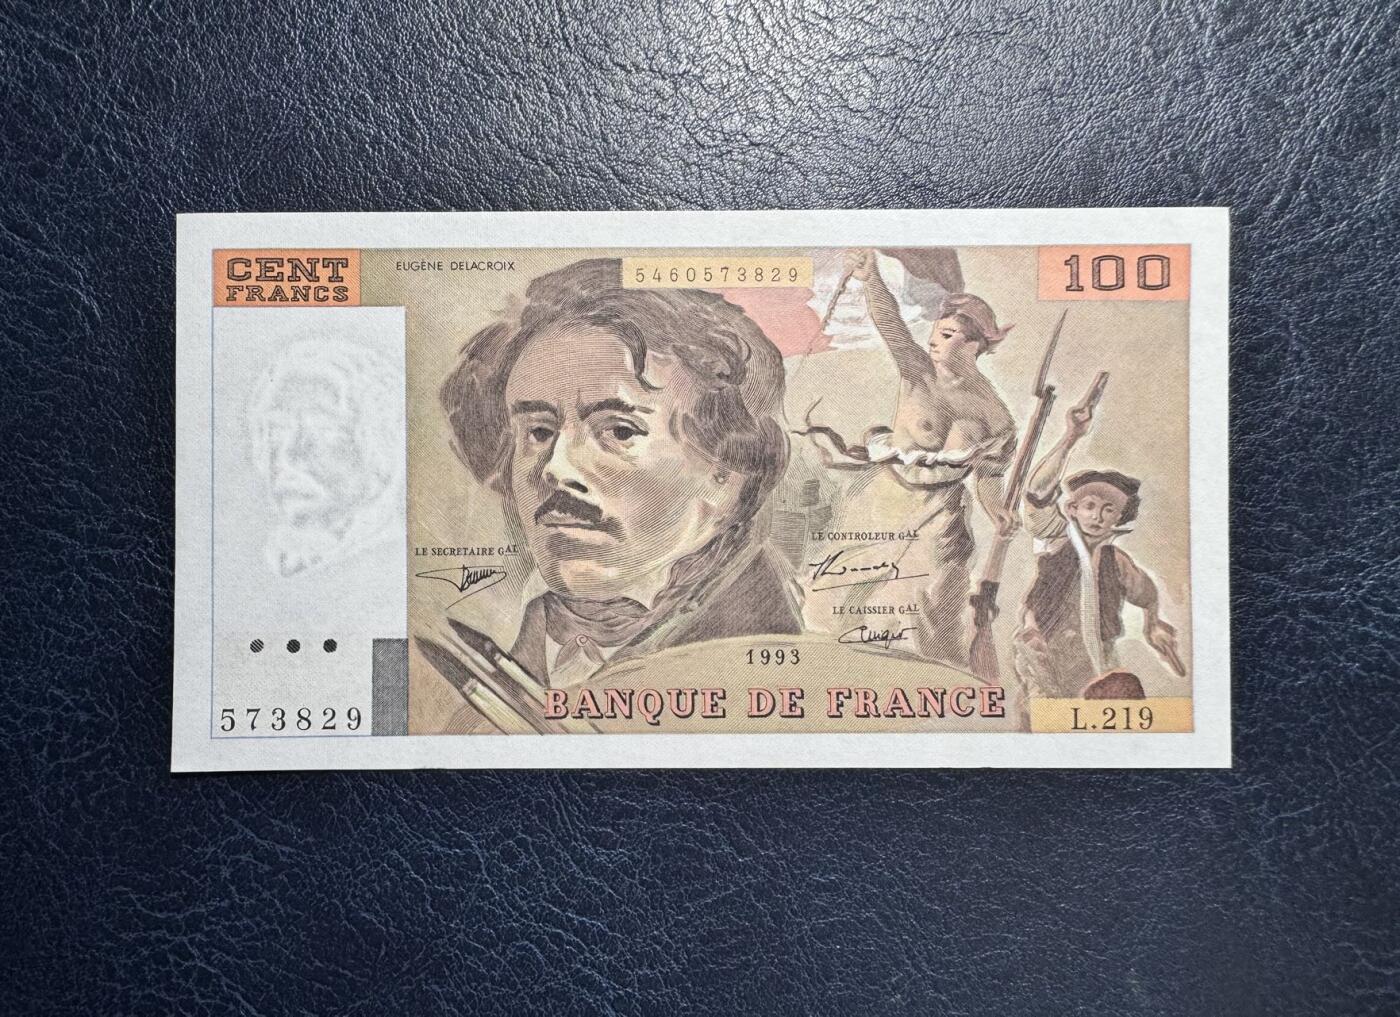 CENT
FRANCS
EUGÈNE DELACROIX
5460573829
100
LE SECRETAIRE GAL
LE CONTROLEUR GAL
LE CAISSIER GAL
1993
BANQUE DE FRANCE
573829
L.219